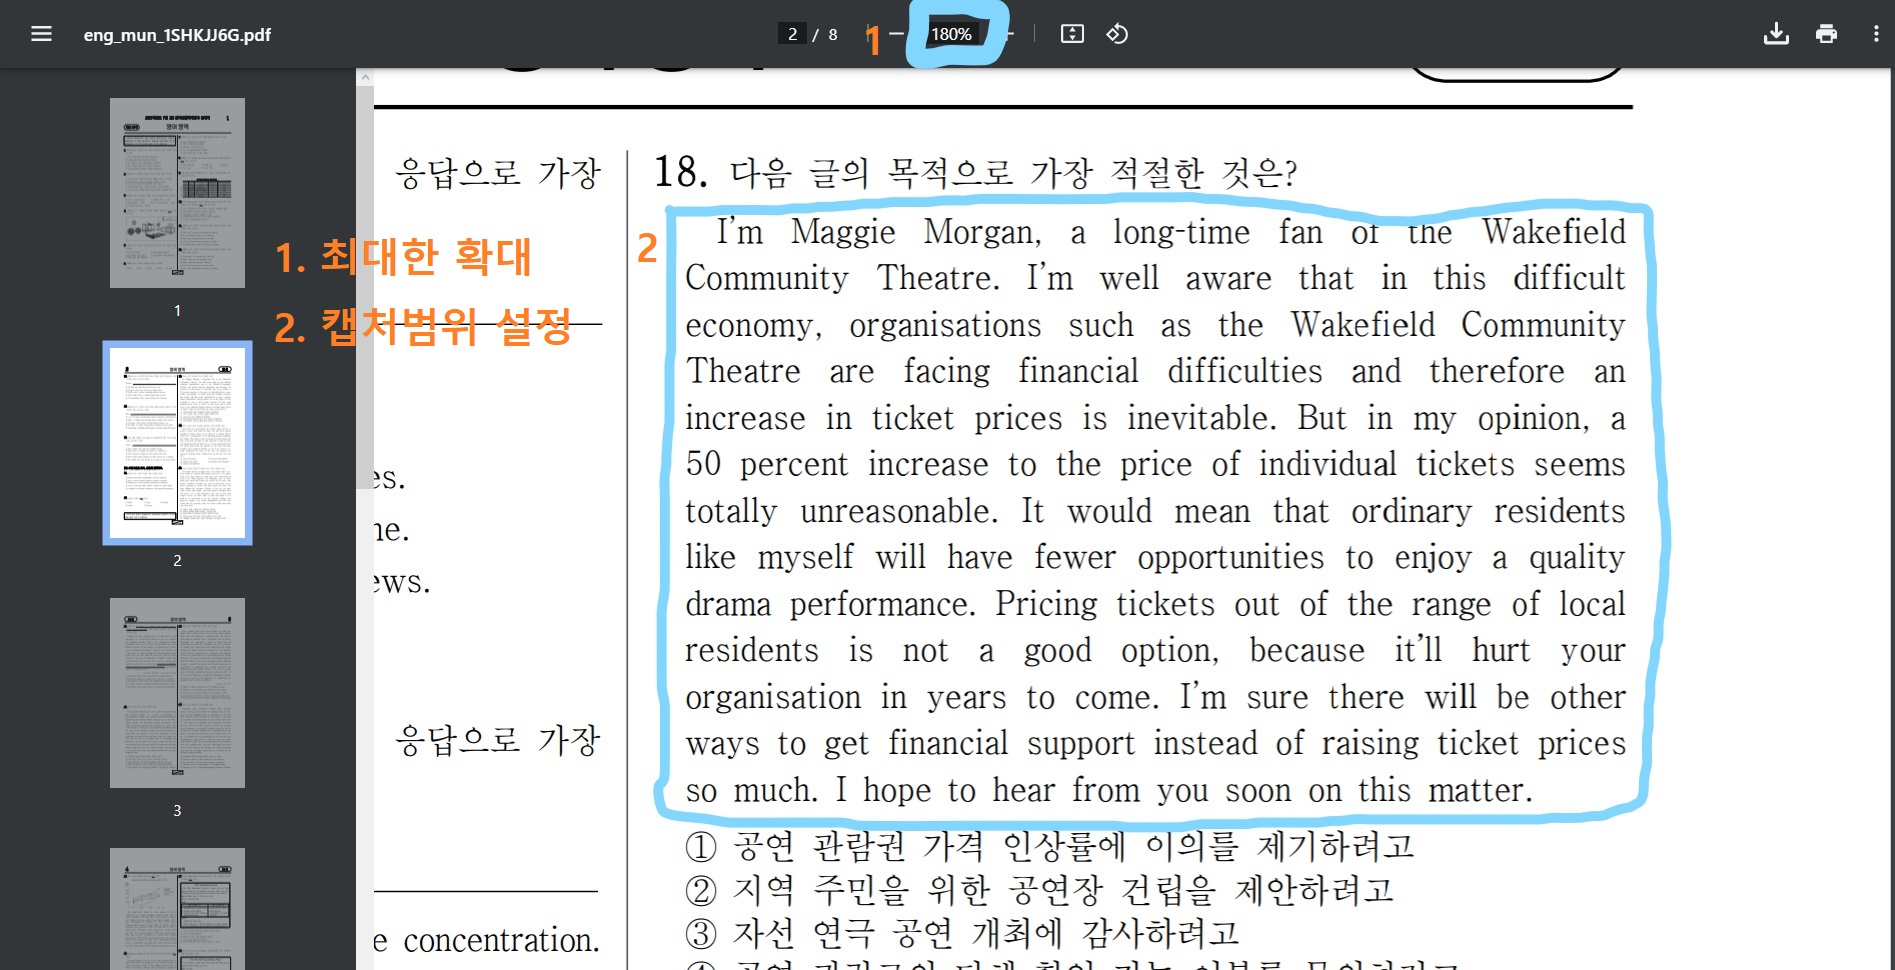 eng_mun_1SHKJJ6G.pdf
2 / 8
1
180%
1
2
3
1. 최대한 확대
2. 캡처범위 설정
응답으로 가장
es.
ne.
ews.
응답으로 가장
e concentration.
18. 다음 글의 목적으로 가장 적절한 것은?
2
I'm Maggie Morgan, a long-time fan of the Wakefield
Community Theatre. I'm well aware that in this difficult
economy, organisations such as the Wakefield Community
Theatre are facing financial difficulties and therefore an
increase in ticket prices is inevitable. But in my opinion, a
50 percent increase to the price of individual tickets seems
totally unreasonable. It would mean that ordinary residents
like myself will have fewer opportunities to enjoy a quality
drama performance. Pricing tickets out of the range of local
residents is not a good option, because it'll hurt your
organisation in years to come. I'm sure there will be other
ways to get financial support instead of raising ticket prices
so much. I hope to hear from you soon on this matter.
① 공연 관람권 가격 인상률에 이의를 제기하려고
② 지역 주민을 위한 공연장 건립을 제안하려고
③ 자선 연극 공연 개최에 감사하려고